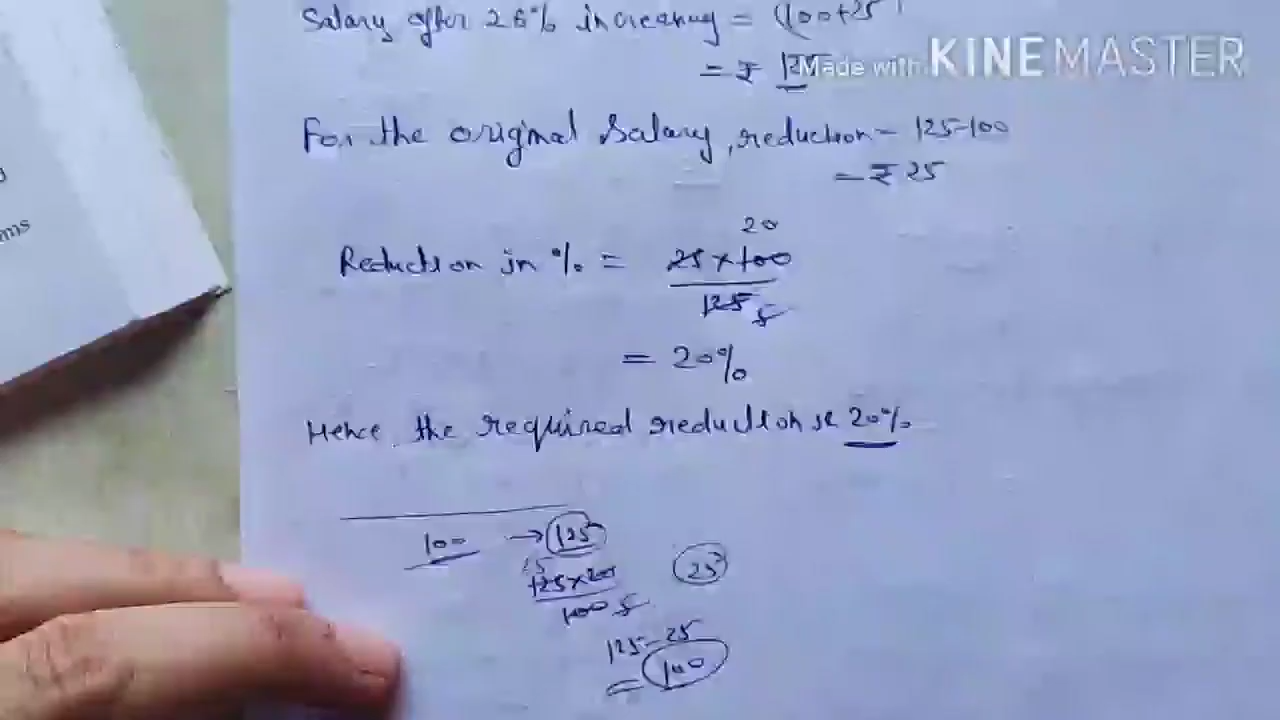 Salary after 25% increasing = (100+25
= ₹ 125
Made with KINEMASTER
For the original Salary, reduction = 125-100
= ₹ 25
ms
20
Reduction in % = 25 × 100
125 5
= 20%
Hence the required reduction is 20%.
100 → 125
25
125×20
25
100 5
125-25
= 100